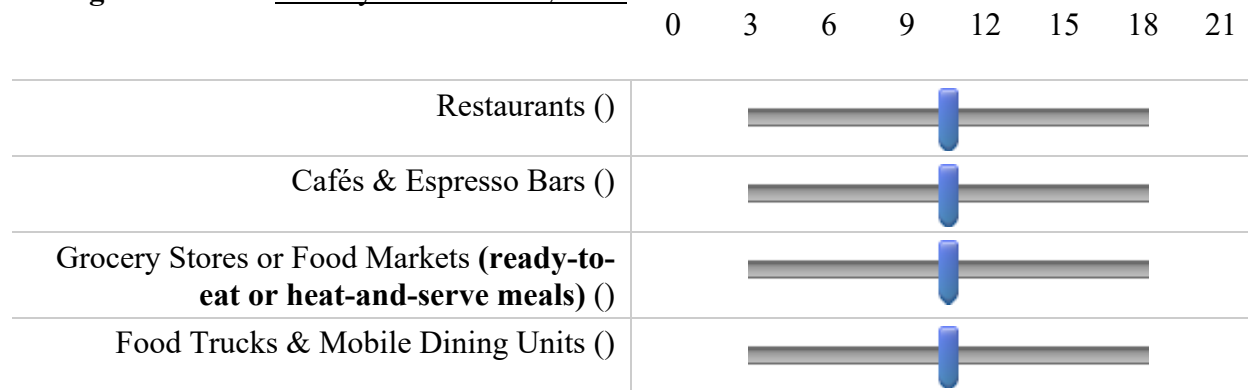 0 3 6 9 12 15 18 21
Restaurants ()
Cafés & Espresso Bars ()
Grocery Stores or Food Markets (ready-to-
eat or heat-and-serve meals) ()
Food Trucks & Mobile Dining Units ()